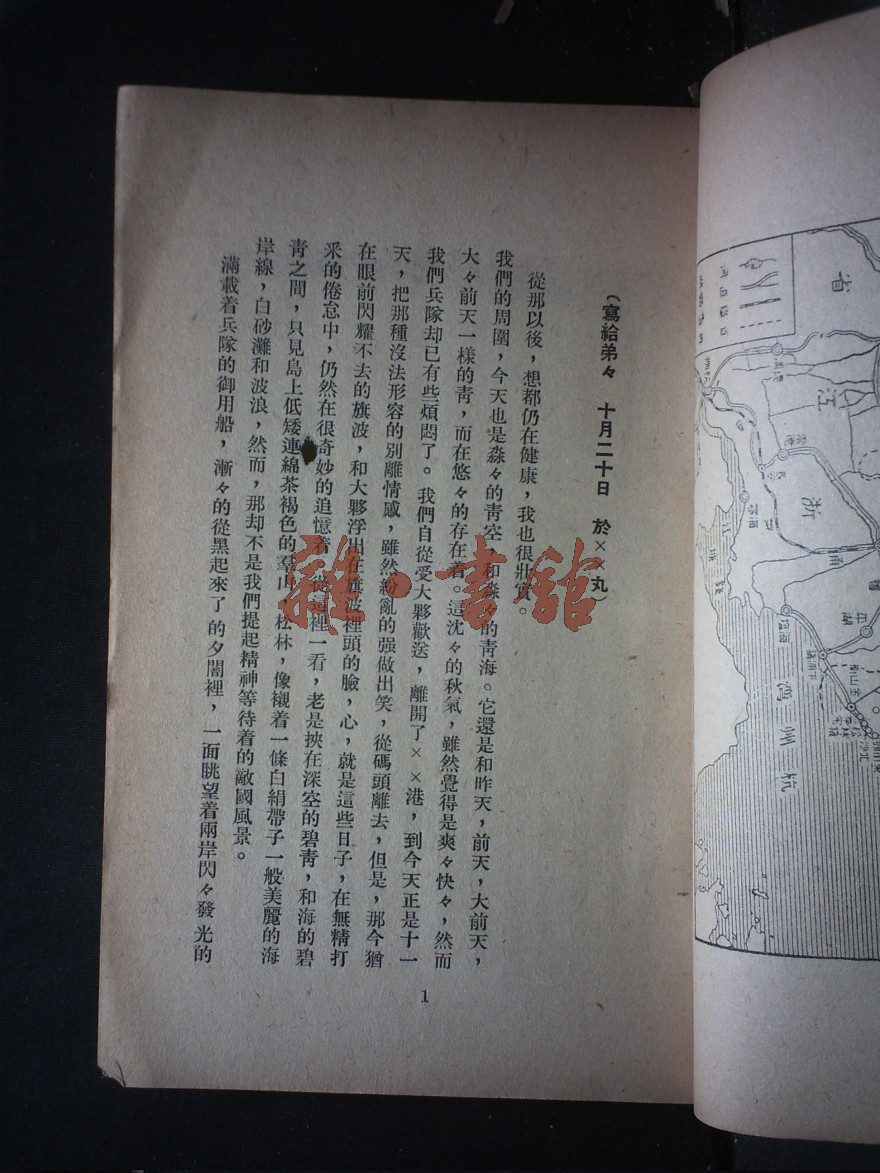 (寫給弟々 十月二十日 於××丸)
從那以後,想都仍在健康,我也很壯實。
我們的周圍,今天也是淼々的青空,和淼々的青海。它還是和昨天,前天,大前天,
大々前天一樣的青,而在悠々的存在着。這沈々的秋氣,雖然覺得是爽々快々,然而
我們兵隊却已有些煩悶了。我們自從受大夥歡送,離開了××港,到今天正是十一
天,把那種沒法形容的別離情感,雖然紛亂的强做出笑,從碼頭離去,但是,那今猶
在眼前閃耀不去的旗波,和大夥浮出在旗波裡頭的臉,心,就是這些日子,在無精打
釆的倦怠中,仍然在很奇妙的追憶着。從這裡一看,老是挾在深空的碧青,和海的碧
靑之間,只見島上低矮連綿茶褐色的羣山,松林,像襯着一條白絹帶子一般美麗的海
岸線,白砂灘和波浪,然而,那却不是我們提起精神等待着的敵國風景。
滿載着兵隊的御用船,漸々的從黑起來了的夕闇裡,一面眺望着兩岸閃々發光的
1
雜·書館
省
江
浙
杭州灣
平湖